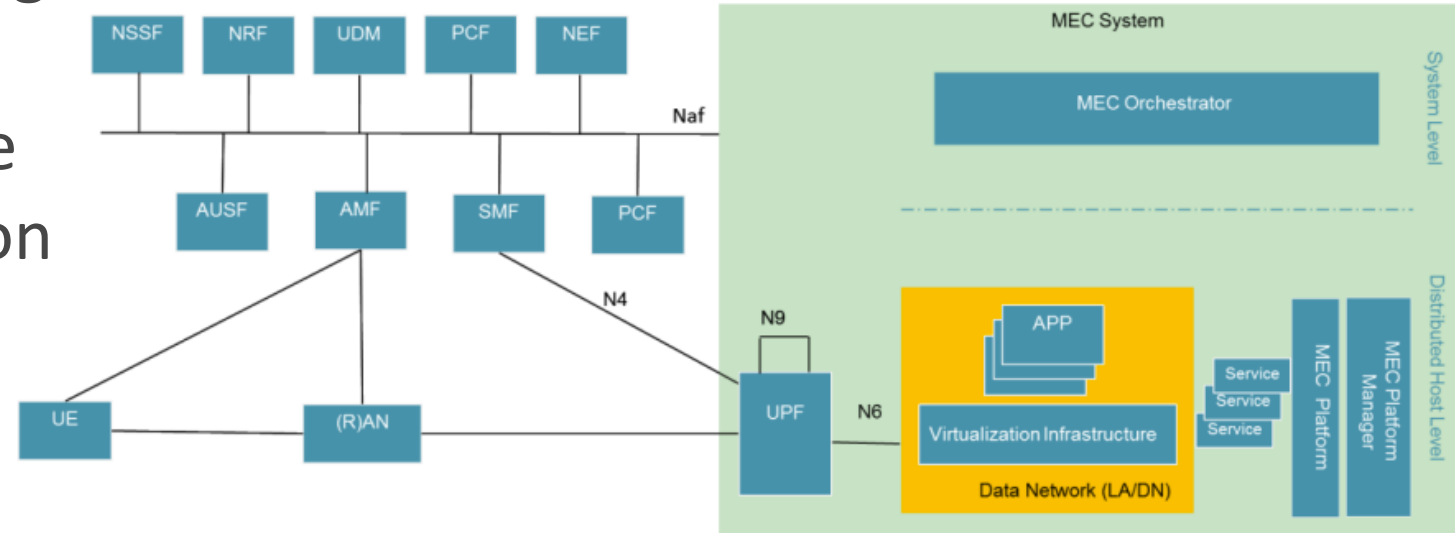 g
NSSF
NRF
UDM
PCF
NEF
MEC System
System Level
MEC Orchestrator
Naf
e
on
AUSF
AMF
SMF
PCF
N4
Distributed Host Level
N9
APP
MEC Platform
MEC Platform
Manager
Service
Service
Service
UE
(R)AN
UPF
N6
Virtualization Infrastructure
Data Network (LA/DN)